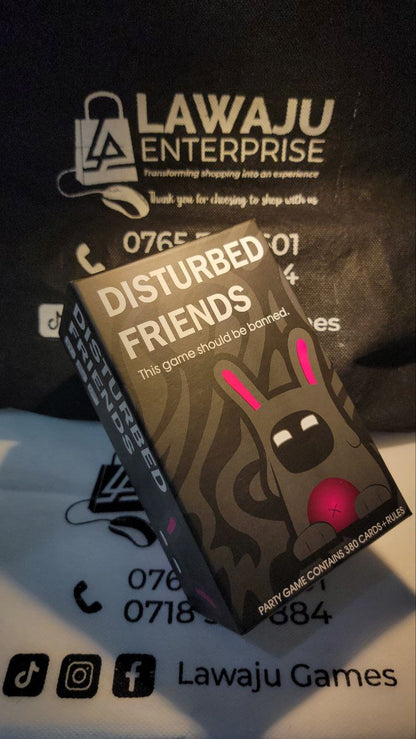 LAWAJU
ENTERPRISE
Transforming shopping into an experience
Thank you for choosing to shop with us
0765
DISTURBED
FRIENDS
This game should be banned.
DISTURBED
FRIENDS
PARTY GAME CONTAINS 380 CARDS + RULES
0718
884
Lawaju Games